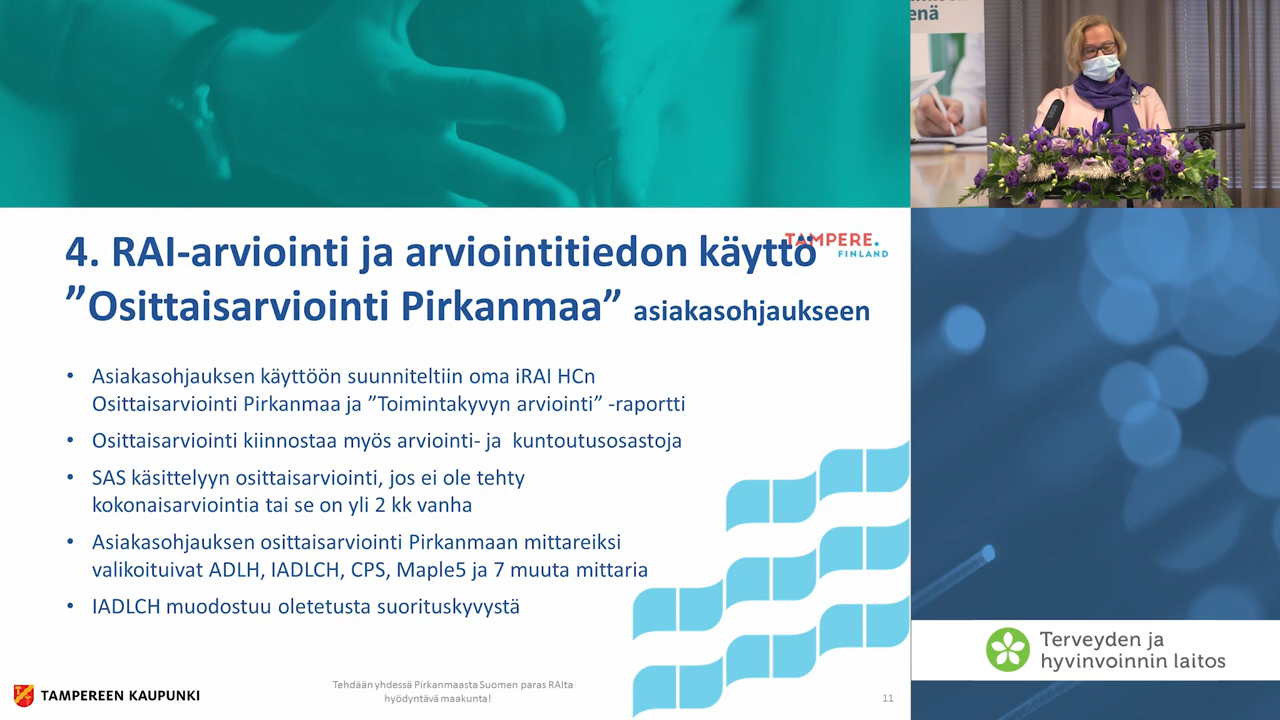 enä
4. RAI-arviointi ja arviointitiedon käyttö
TAMPERE.
FINLAND
”Osittaisarviointi Pirkanmaa” asiakasohjaukseen
• Asiakasohjauksen käyttöön suunniteltiin oma iRAI HCn
Osittaisarviointi Pirkanmaa ja ”Toimintakyvyn arviointi” -raportti
• Osittaisarviointi kiinnostaa myös arviointi- ja kuntoutusosastoja
• SAS käsittelyyn osittaisarviointi, jos ei ole tehty
kokonaisarviointia tai se on yli 2 kk vanha
• Asiakasohjauksen osittaisarviointi Pirkanmaan mittareiksi
valikoituivat ADLH, IADLCH, CPS, Maple5 ja 7 muuta mittaria
• IADLCH muodostuu oletetusta suorituskyvystä
Terveyden ja
hyvinvoinnin laitos
TAMPEREEN KAUPUNKI
Tehdään yhdessä Pirkanmaasta Suomen paras RAIta
hyödyntävä maakunta!
11